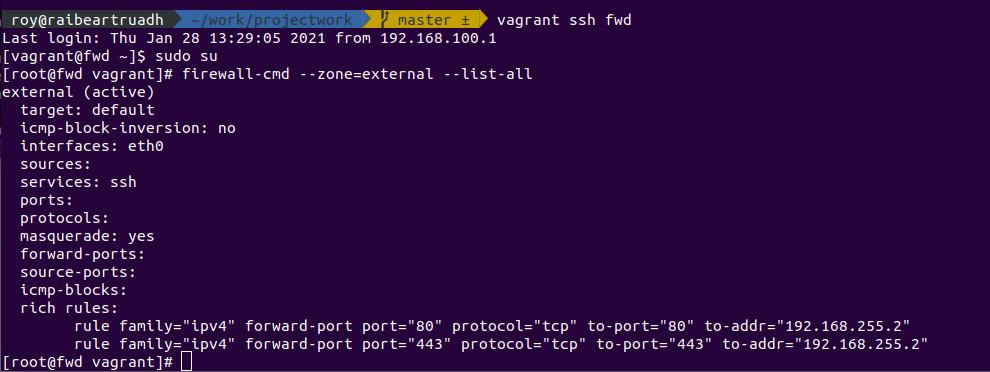 roy@raibeartruadh ~/work/projectwork master ± vagrant ssh fwd
Last login: Thu Jan 28 13:29:05 2021 from 192.168.100.1
[vagrant@fwd ~]$ sudo su
[root@fwd vagrant]# firewall-cmd --zone=external --list-all
external (active)
  target: default
  icmp-block-inversion: no
  interfaces: eth0
  sources:
  services: ssh
  ports:
  protocols:
  masquerade: yes
  forward-ports:
  source-ports:
  icmp-blocks:
  rich rules:
        rule family="ipv4" forward-port port="80" protocol="tcp" to-port="80" to-addr="192.168.255.2"
        rule family="ipv4" forward-port port="443" protocol="tcp" to-port="443" to-addr="192.168.255.2"
[root@fwd vagrant]#